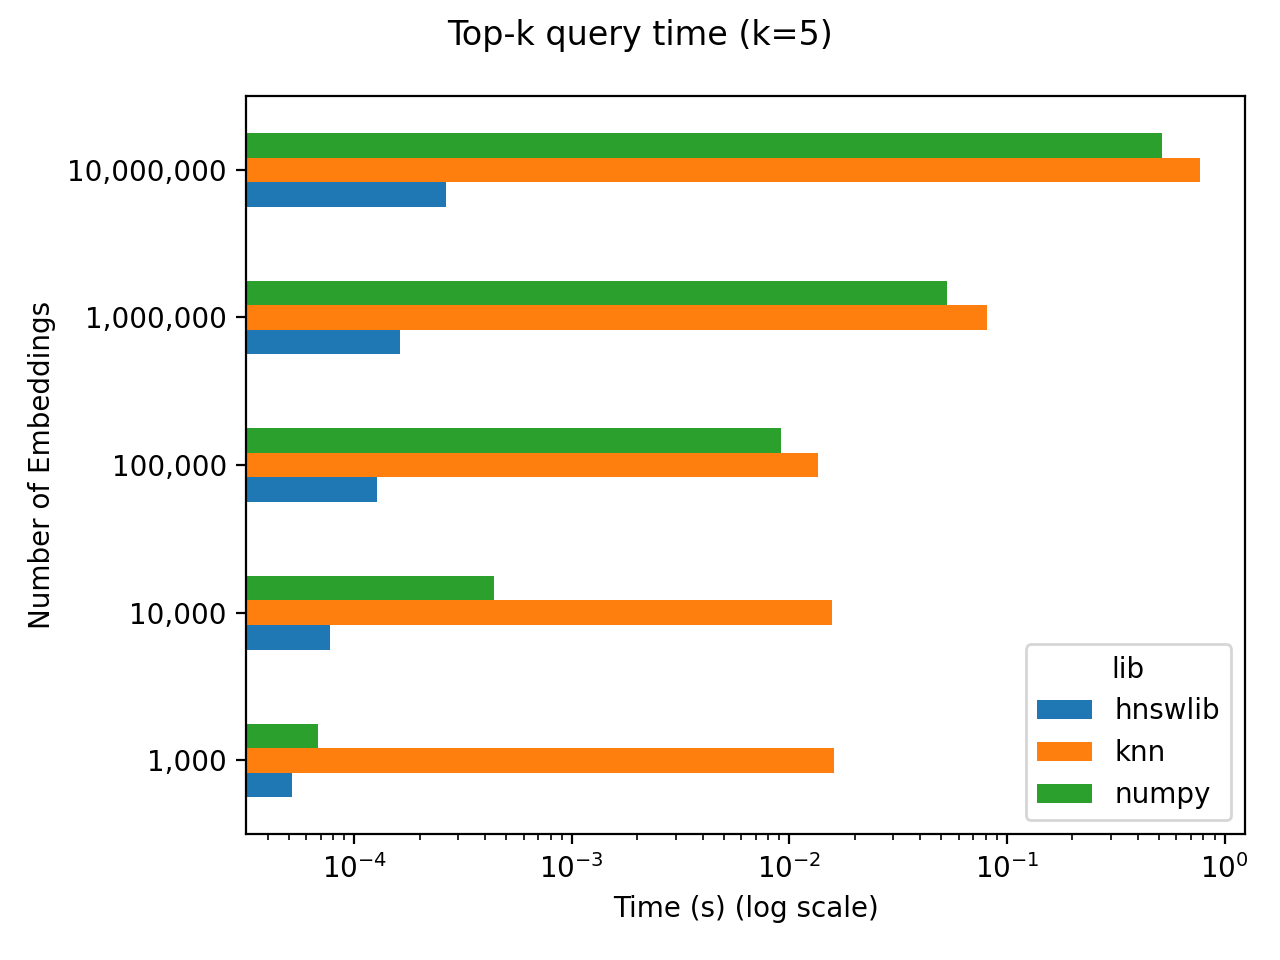 Top-k query time (k=5)
Number of Embeddings
10,000,000
1,000,000
100,000
10,000
1,000
lib
hnswlib
knn
numpy
10⁻⁴ 10⁻³ 10⁻² 10⁻¹ 10⁰
Time (s) (log scale)